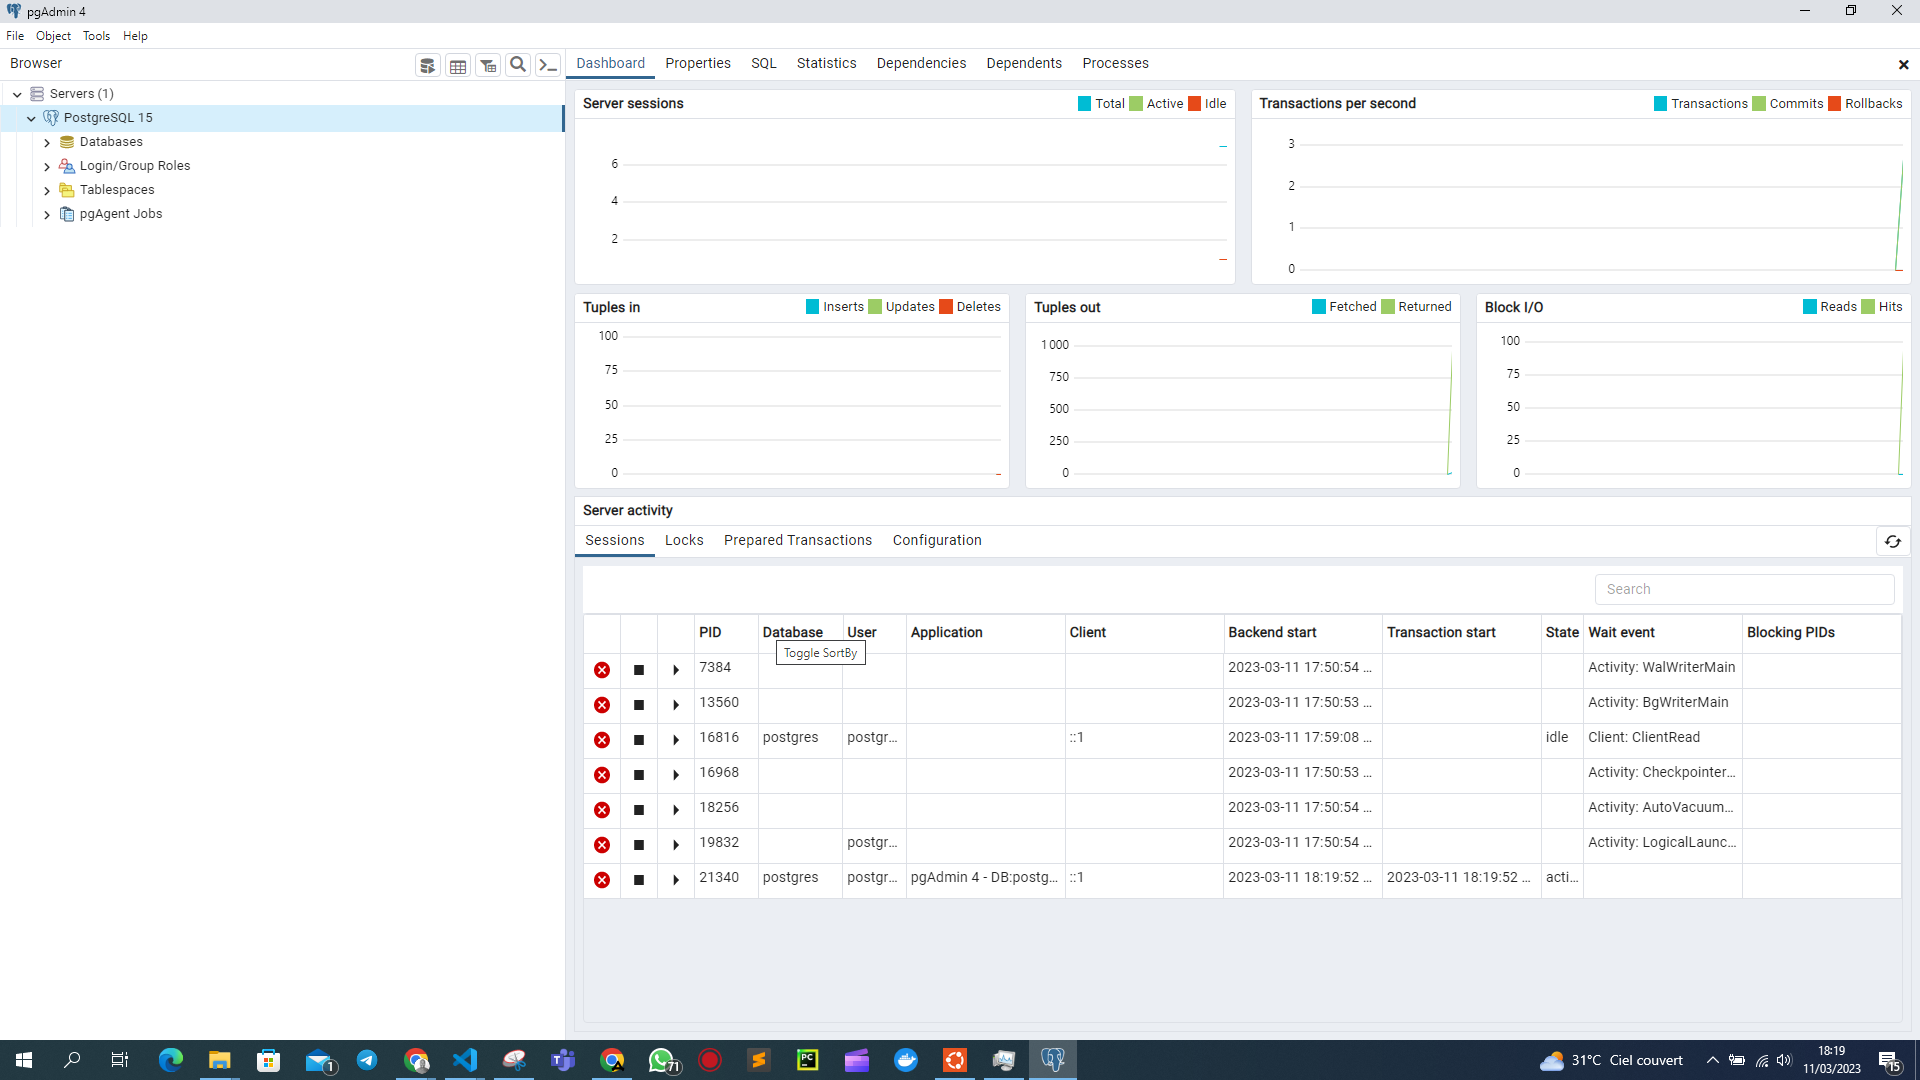 pgAdmin 4
File Object Tools Help
Browser
Dashboard Properties SQL Statistics Dependencies Dependents Processes
Servers (1)
PostgreSQL 15
Databases
Login/Group Roles
Tablespaces
pgAgent Jobs
Server sessions Total Active Idle
6
4
2
Transactions per second Transactions Commits Rollbacks
3
2
1
0
Tuples in Inserts Updates Deletes
100
75
50
25
0
Tuples out Fetched Returned
1 000
750
500
250
0
Block I/O Reads Hits
100
75
50
25
0
Server activity
Sessions Locks Prepared Transactions Configuration
Search
PID Database User Application Client Backend start Transaction start State Wait event Blocking PIDs
Toggle SortBy
7384 2023-03-11 17:50:54 ... Activity: WalWriterMain
13560 2023-03-11 17:50:53 ... Activity: BgWriterMain
16816 postgres postgr... ::1 2023-03-11 17:59:08 ... idle Client: ClientRead
16968 2023-03-11 17:50:53 ... Activity: Checkpointer...
18256 2023-03-11 17:50:54 ... Activity: AutoVacuum...
19832 postgr... 2023-03-11 17:50:54 ... Activity: LogicalLaunc...
21340 postgres postgr... pgAdmin 4 - DB:postg... ::1 2023-03-11 18:19:52 ... 2023-03-11 18:19:52 ... acti...
1
71
PC
31°C Ciel couvert
18:19
11/03/2023
15